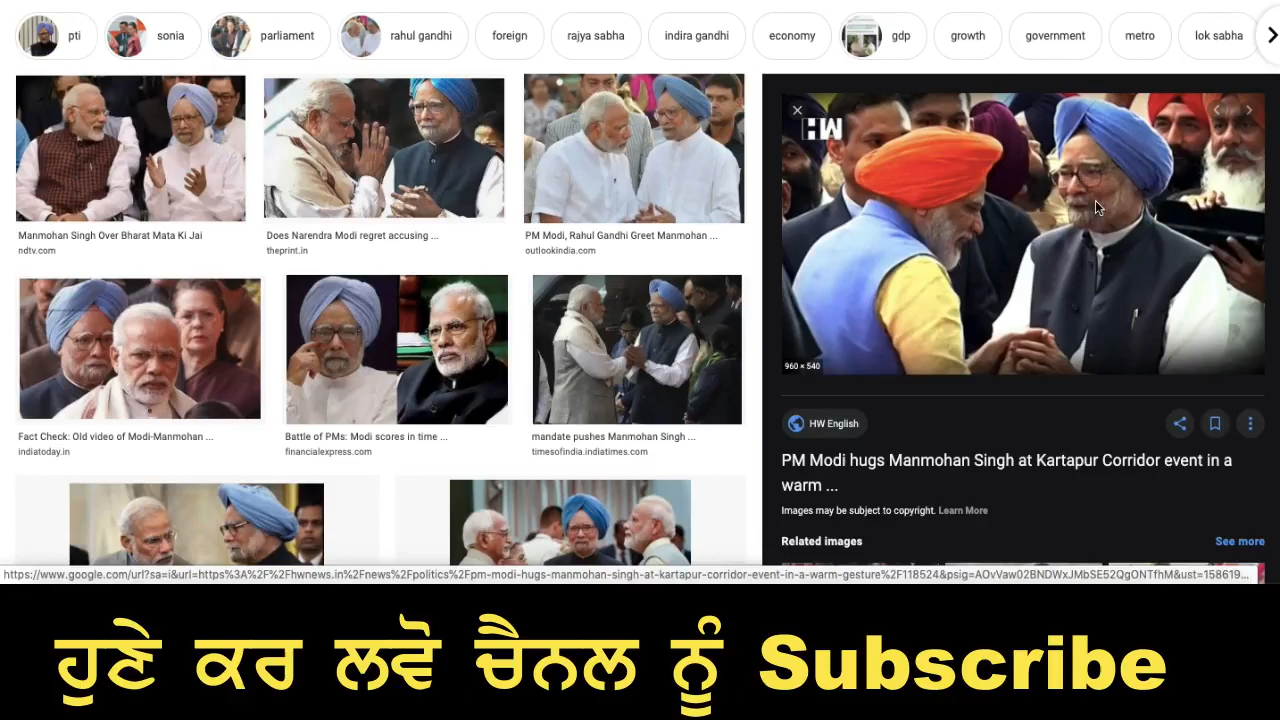 pti
sonia
parliament
rahul gandhi
foreign
rajya sabha
indira gandhi
economy
gdp
growth
government
metro
lok sabha
Manmohan Singh Over Bharat Mata Ki Jai
ndtv.com
Does Narendra Modi regret accusing ...
theprint.in
PM Modi, Rahul Gandhi Greet Manmohan ...
outlookindia.com
Fact Check: Old video of Modi-Manmohan ...
indiatoday.in
Battle of PMs: Modi scores in time ...
financialexpress.com
mandate pushes Manmohan Singh ...
timesofindia.indiatimes.com
HW
960 × 540
HW English
PM Modi hugs Manmohan Singh at Kartapur Corridor event in a
warm ...
Images may be subject to copyright. Learn More
Related images
See more
https://www.google.com/url?sa=i&url=https%3A%2F%2Fhwnews.in%2Fnews%2Fpolitics%2Fpm-modi-hugs-manmohan-singh-at-kartapur-corridor-event-in-a-warm-gesture%2F118524&psig=AOvVaw02BNDWxJMbSE52QgONTfhM&ust=158619...
ਹੁਣੇ ਕਰ ਲਵੋ ਚੈਨਲ ਨੂੰ Subscribe